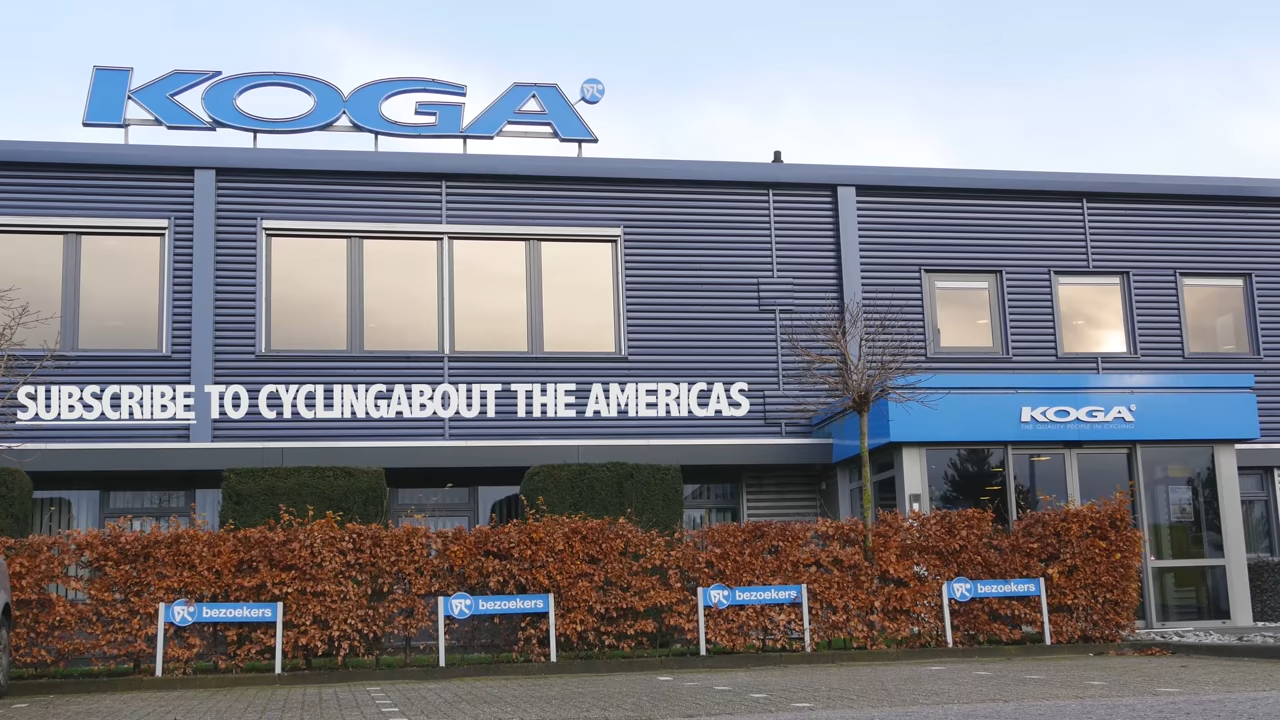 KOGA
SUBSCRIBE TO CYCLINGABOUT THE AMERICAS
KOGA
THE QUALITY PEOPLE IN CYCLING
bezoekers
bezoekers
bezoekers
bezoekers